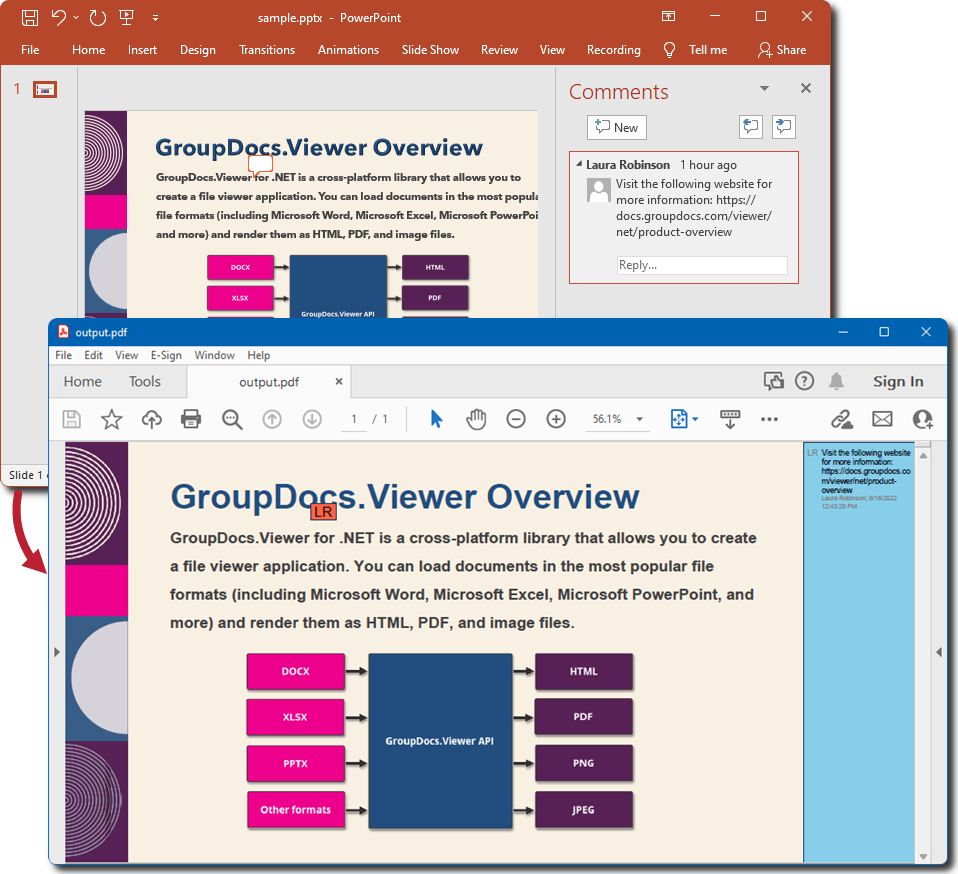 sample.pptx - PowerPoint
File Home Insert Design Transitions Animations Slide Show Review View Recording Tell me Share
1
Comments
New
Laura Robinson 1 hour ago
Visit the following website for
more information: https://
docs.groupdocs.com/viewer/
net/product-overview
Reply...
GroupDocs.Viewer Overview
GroupDocs.Viewer for .NET is a cross-platform library that allows you to
create a file viewer application. You can load documents in the most popula
file formats (including Microsoft Word, Microsoft Excel, Microsoft PowerPoi
and more) and render them as HTML, PDF, and image files.
DOCX HTML
XLSX PDF
GroupDocs.Viewer API
Slide 1
output.pdf
File Edit View E-Sign Window Help
Home Tools output.pdf Sign In
1 / 1 56.1%
GroupDocs.Viewer Overview
LR
GroupDocs.Viewer for .NET is a cross-platform library that allows you to create
a file viewer application. You can load documents in the most popular file
formats (including Microsoft Word, Microsoft Excel, Microsoft PowerPoint, and
more) and render them as HTML, PDF, and image files.
DOCX HTML
XLSX PDF
GroupDocs.Viewer API
PPTX PNG
Other formats JPEG
LR Visit the following website
for more information:
https://docs.groupdocs.co
m/viewer/net/product-
overview
Laura Robinson; 8/18/2022
12:43:29 PM